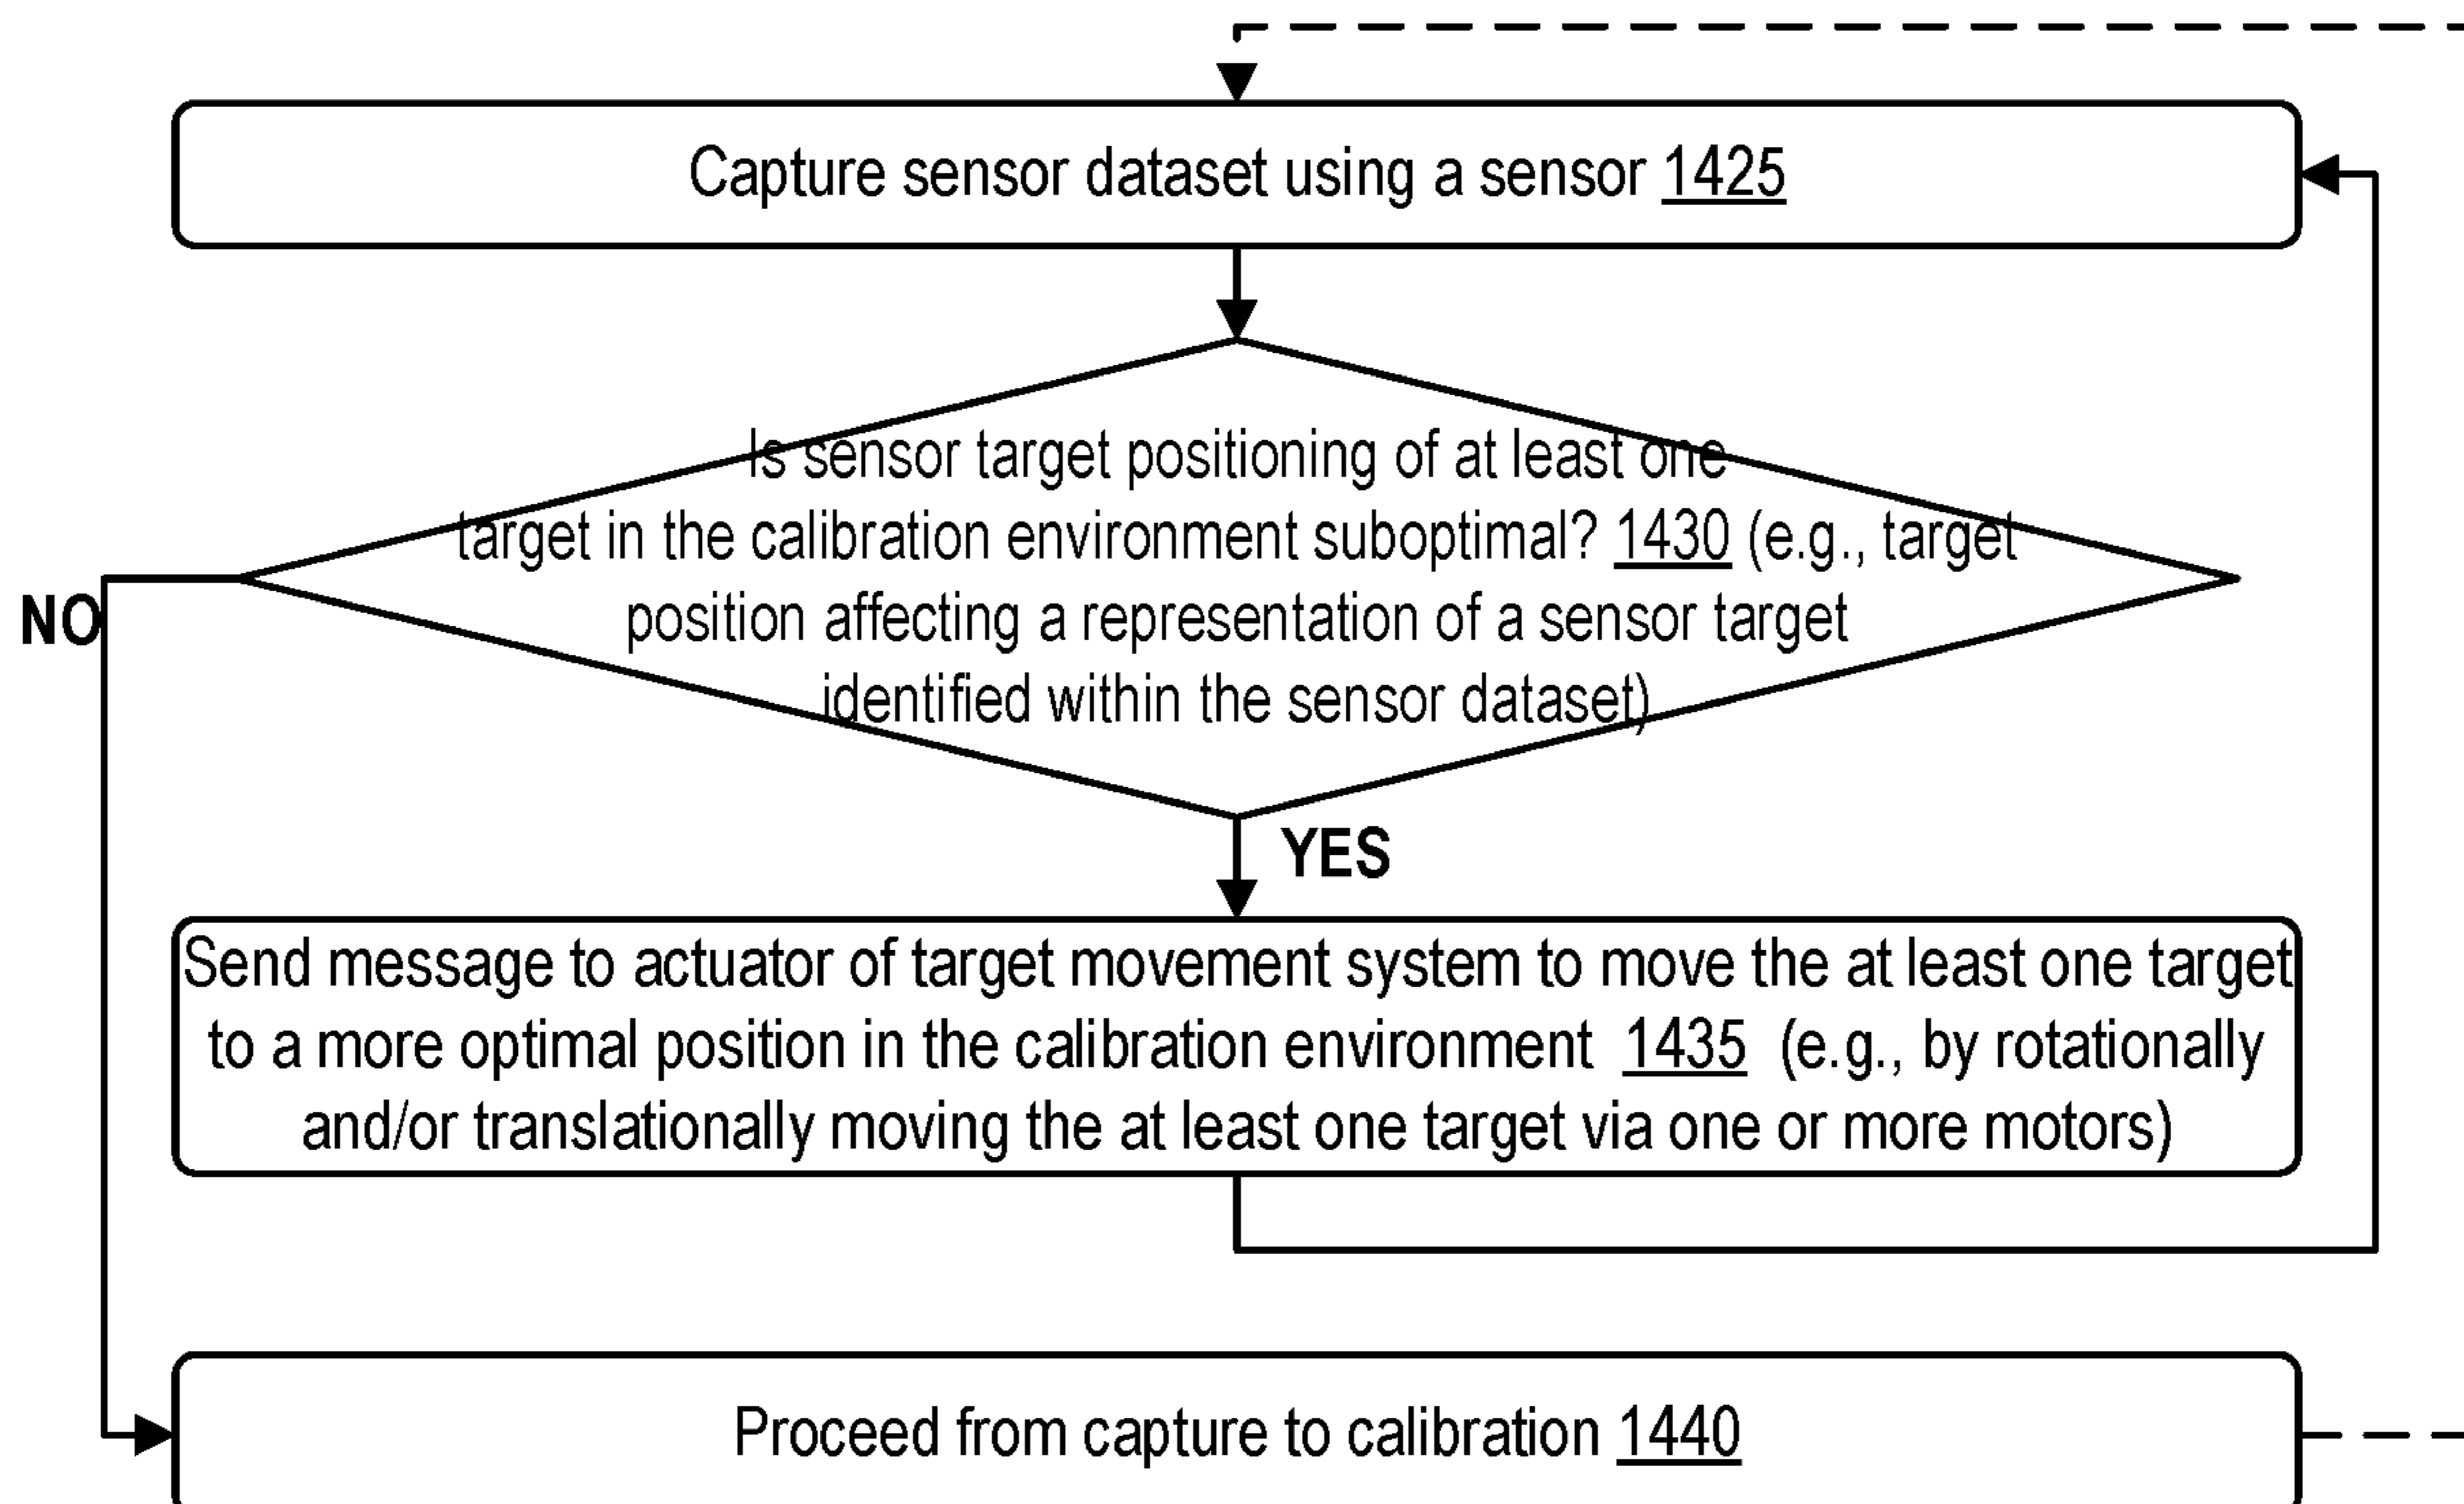 Capture sensor dataset using a sensor 1425
Is sensor target positioning of at least one
target in the calibration environment suboptimal? 1430 (e.g., target
position affecting a representation of a sensor target
identified within the sensor dataset)
NO
YES
Send message to actuator of target movement system to move the at least one target
to a more optimal position in the calibration environment 1435 (e.g., by rotationally
and/or translationally moving the at least one target via one or more motors)
Proceed from capture to calibration 1440